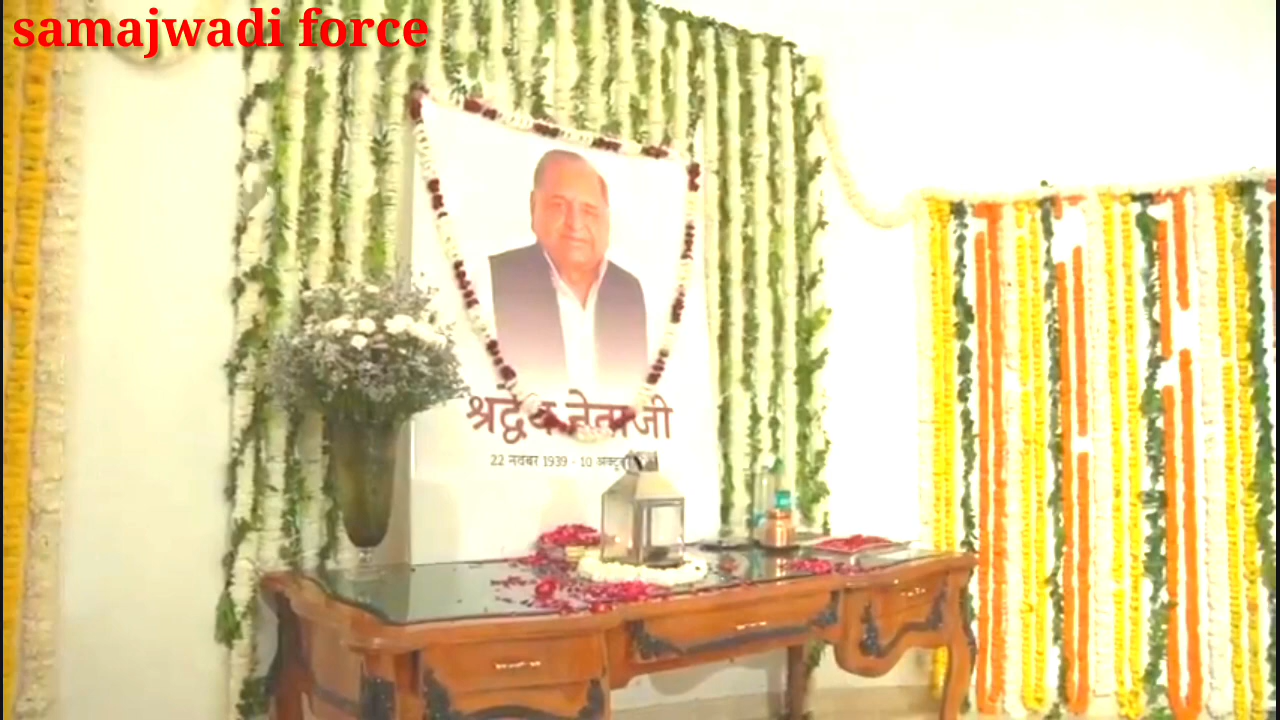 samajwadi force
श्रद्धेय नेताजी
22 नवंबर 1939 - 10